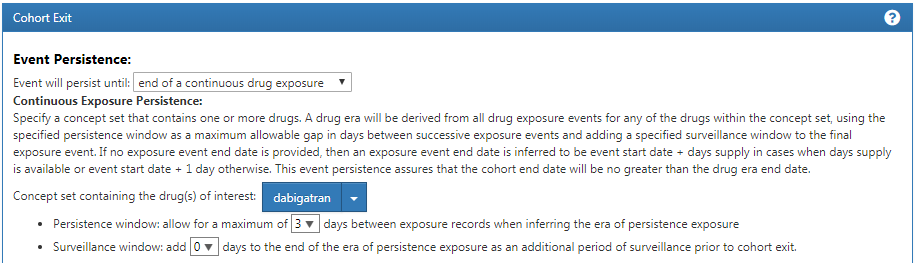 Cohort Exit ?
Event Persistence:
Event will persist until: end of a continuous drug exposure
Continuous Exposure Persistence:
Specify a concept set that contains one or more drugs. A drug era will be derived from all drug exposure events for any of the drugs within the concept set, using the
specified persistence window as a maximum allowable gap in days between successive exposure events and adding a specified surveillance window to the final
exposure event. If no exposure event end date is provided, then an exposure event end date is inferred to be event start date + days supply in cases when days supply
is available or event start date + 1 day otherwise. This event persistence assures that the cohort end date will be no greater than the drug era end date.
Concept set containing the drug(s) of interest: dabigatran
• Persistence window: allow for a maximum of 3 days between exposure records when inferring the era of persistence exposure
• Surveillance window: add 0 days to the end of the era of persistence exposure as an additional period of surveillance prior to cohort exit.